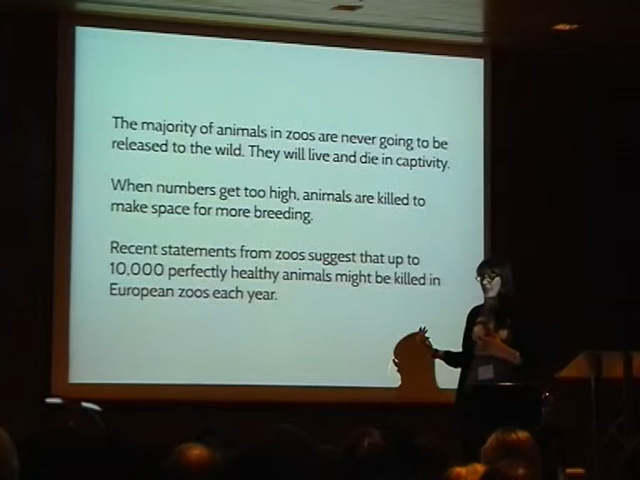 The majority of animals in zoos are never going to be
released to the wild. They will live and die in captivity.
When numbers get too high, animals are killed to
make space for more breeding.
Recent statements from zoos suggest that up to
10,000 perfectly healthy animals might be killed in
European zoos each year.